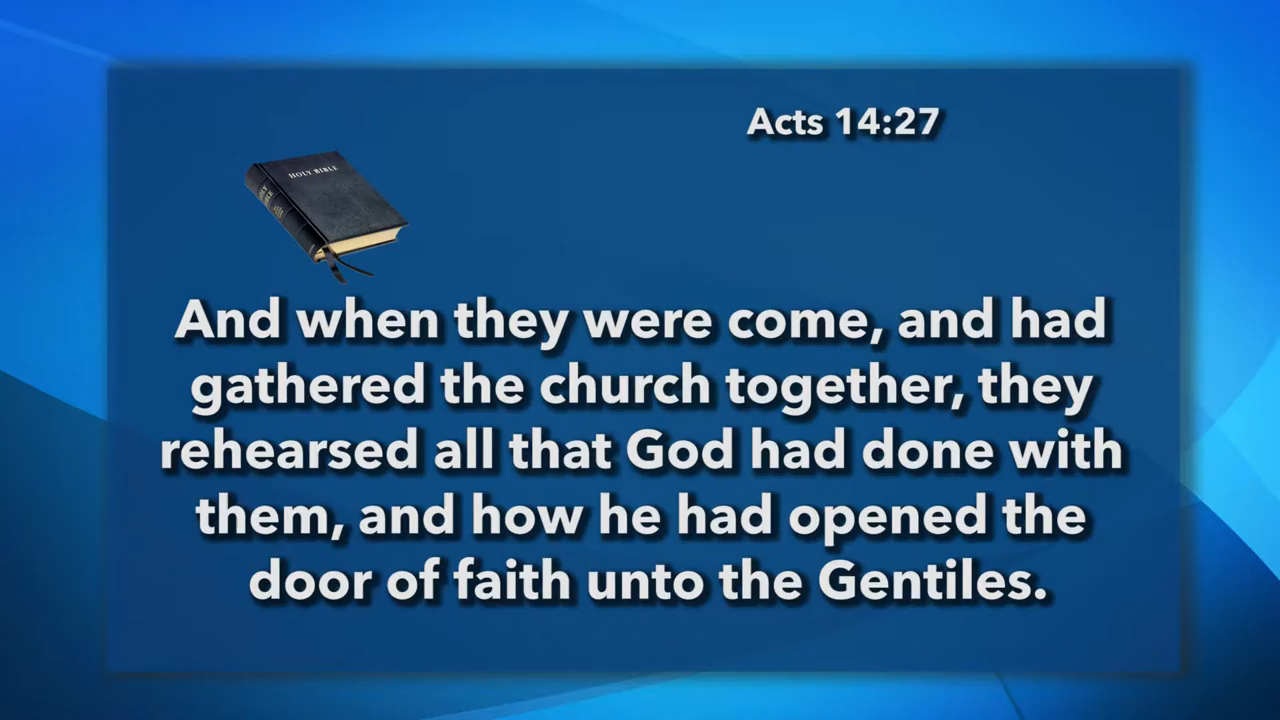 Acts 14:27
HOLY BIBLE
And when they were come, and had
gathered the church together, they
rehearsed all that God had done with
them, and how he had opened the
door of faith unto the Gentiles.